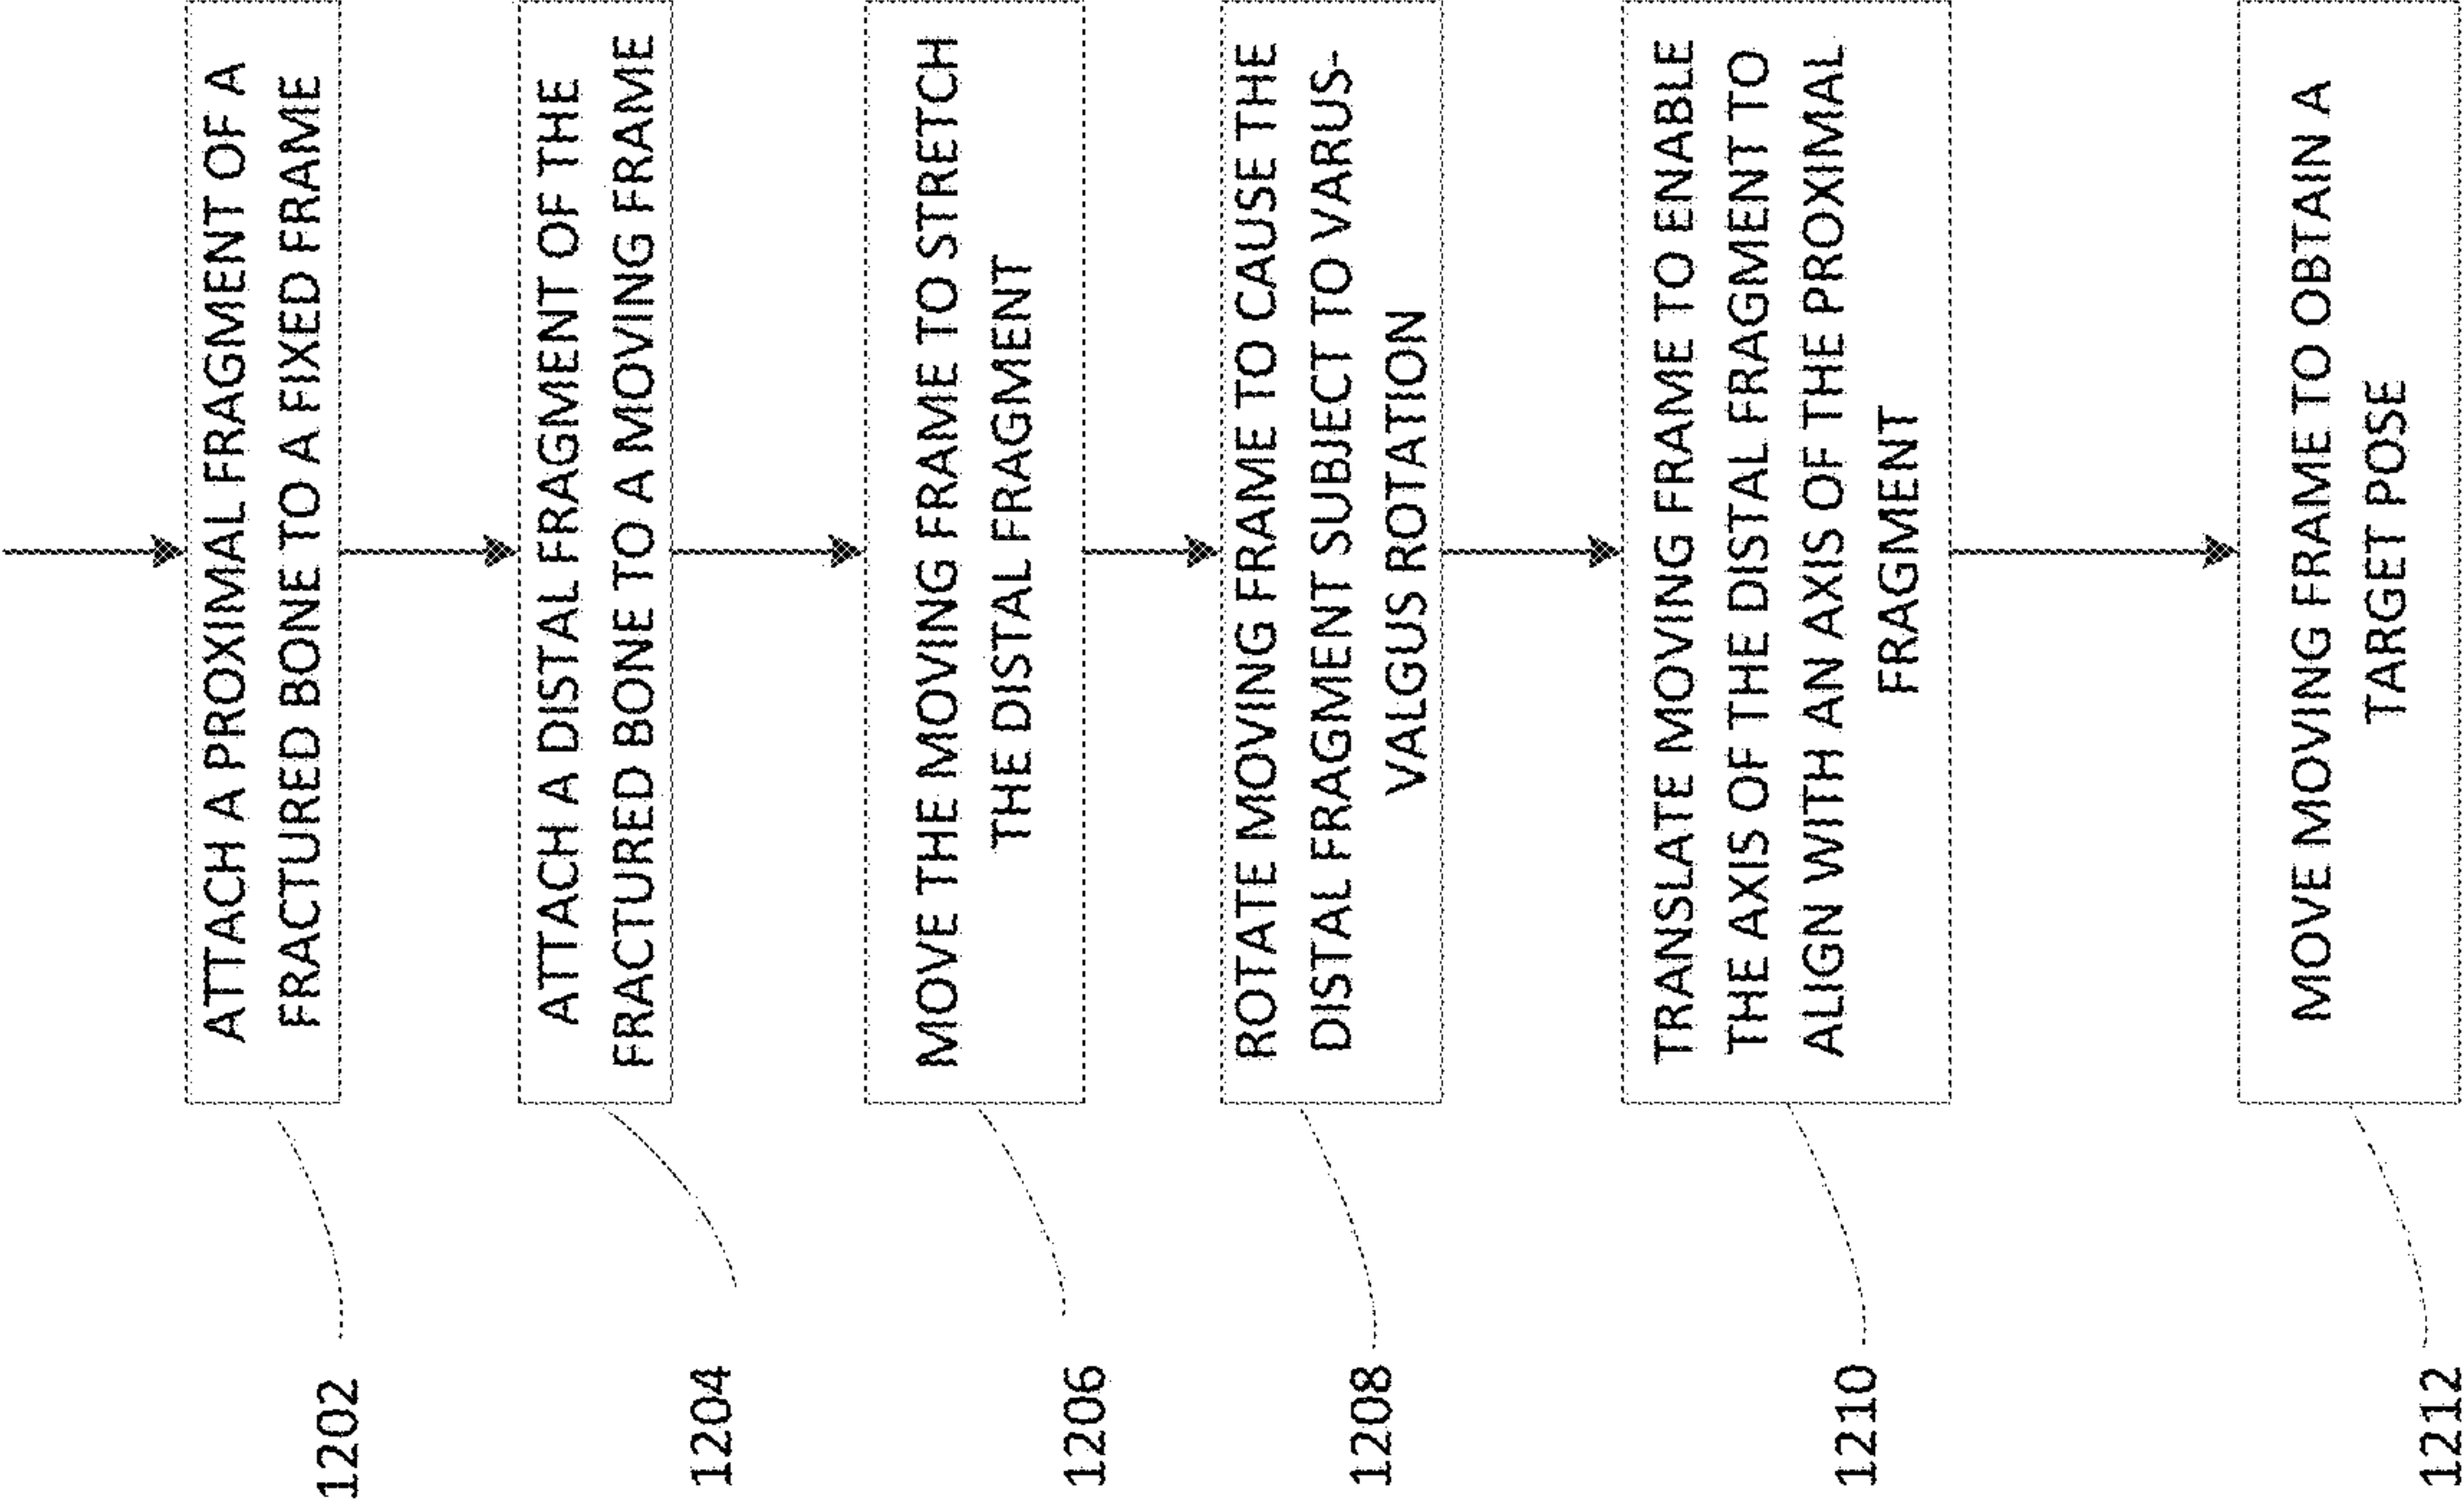 1202
ATTACH A PROXIMAL FRAGMENT OF A
FRACTURED BONE TO A FIXED FRAME
1204
ATTACH A DISTAL FRAGMENT OF THE
FRACTURED BONE TO A MOVING FRAME
1206
MOVE THE MOVING FRAME TO STRETCH
THE DISTAL FRAGMENT
1208
ROTATE MOVING FRAME TO CAUSE THE
DISTAL FRAGMENT SUBJECT TO VARUS-
VALGUS ROTATION
1210
TRANSLATE MOVING FRAME TO ENABLE
THE AXIS OF THE DISTAL FRAGMENT TO
ALIGN WITH AN AXIS OF THE PROXIMAL
FRAGMENT
1212
MOVE MOVING FRAME TO OBTAIN A
TARGET POSE